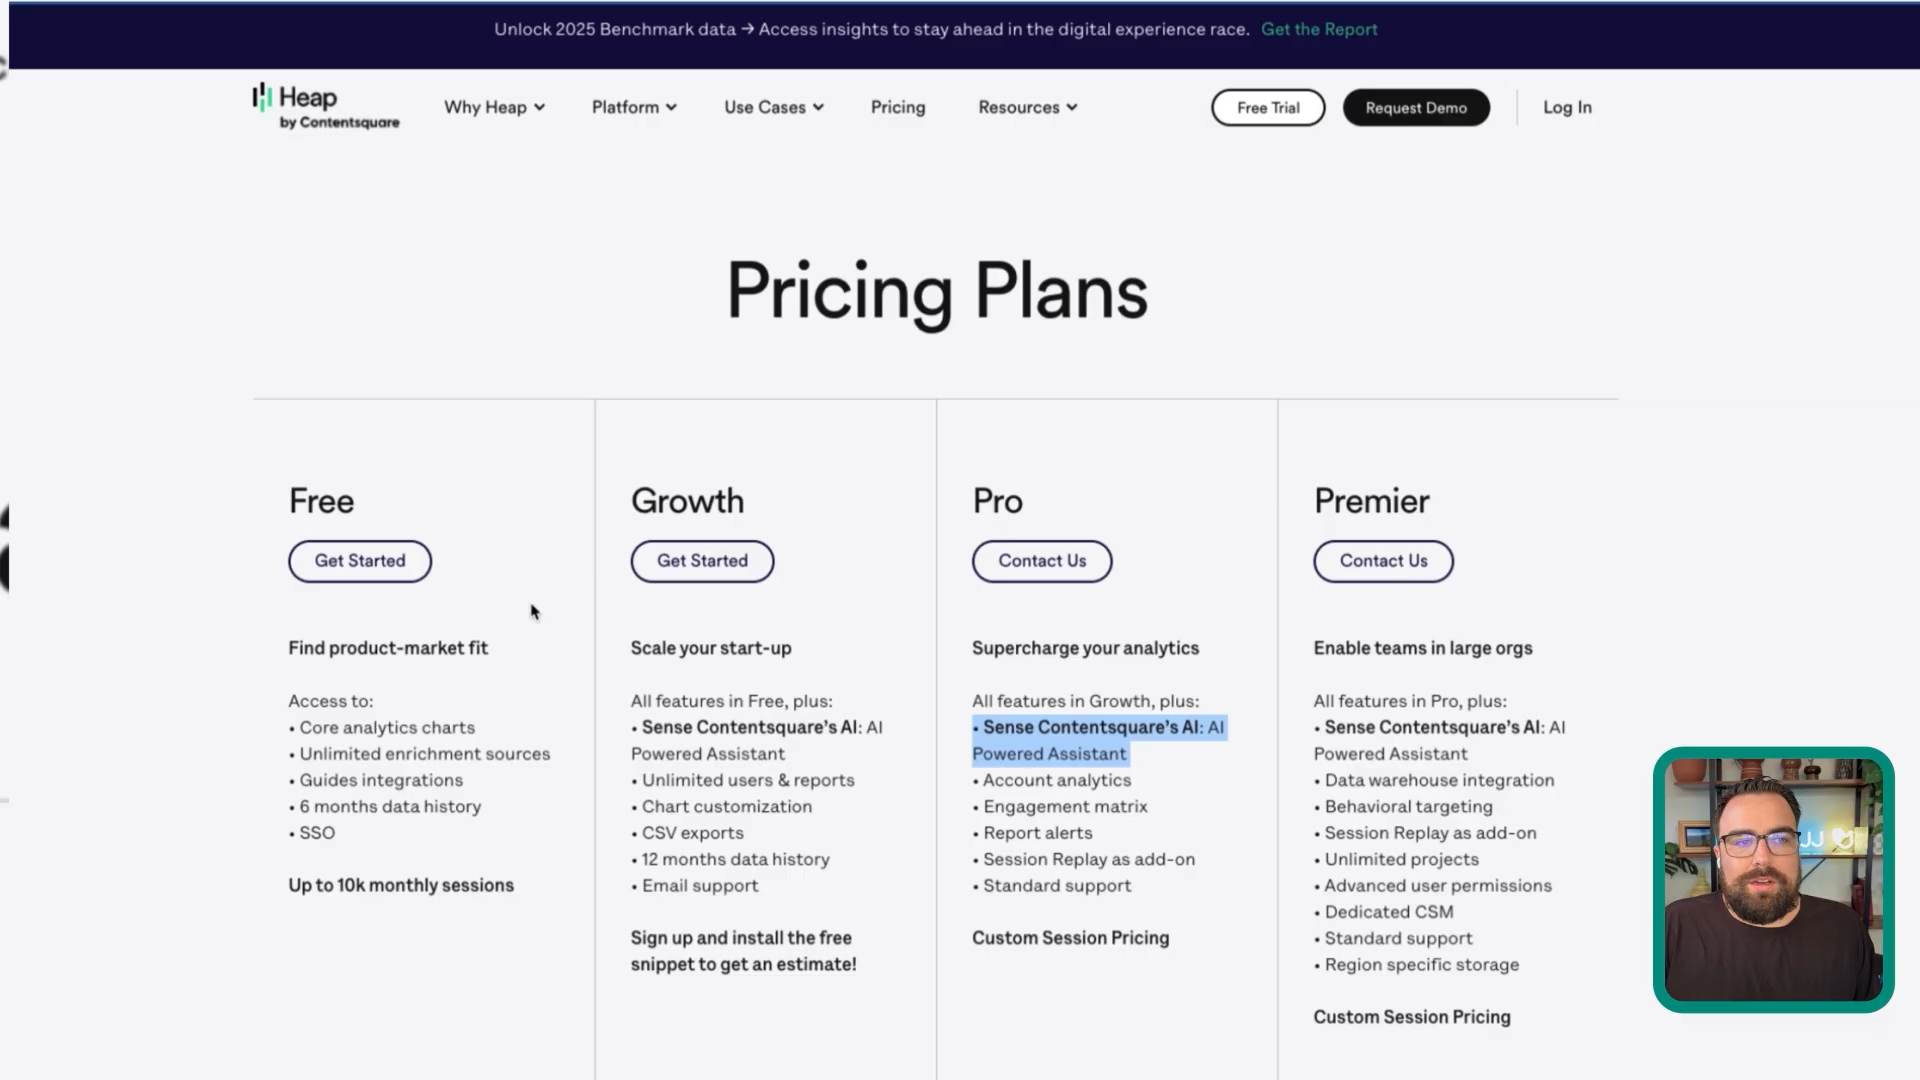 Unlock 2025 Benchmark data → Access insights to stay ahead in the digital experience race. Get the Report
Heap
by Contentsquare
Why Heap
Platform
Use Cases
Pricing
Resources
Free Trial
Request Demo
Log In
Pricing Plans
Free
Get Started
Find product-market fit
Access to:
• Core analytics charts
• Unlimited enrichment sources
• Guides integrations
• 6 months data history
• SSO
Up to 10k monthly sessions
Growth
Get Started
Scale your start-up
All features in Free, plus:
• Sense Contentsquare's AI: AI
Powered Assistant
• Unlimited users & reports
• Chart customization
• CSV exports
• 12 months data history
• Email support
Sign up and install the free
snippet to get an estimate!
Pro
Contact Us
Supercharge your analytics
All features in Growth, plus:
• Sense Contentsquare's AI: AI
Powered Assistant
• Account analytics
• Engagement matrix
• Report alerts
• Session Replay as add-on
• Standard support
Custom Session Pricing
Premier
Contact Us
Enable teams in large orgs
All features in Pro, plus:
• Sense Contentsquare's AI: AI
Powered Assistant
• Data warehouse integration
• Behavioral targeting
• Session Replay as add-on
• Unlimited projects
• Advanced user permissions
• Dedicated CSM
• Standard support
• Region specific storage
Custom Session Pricing